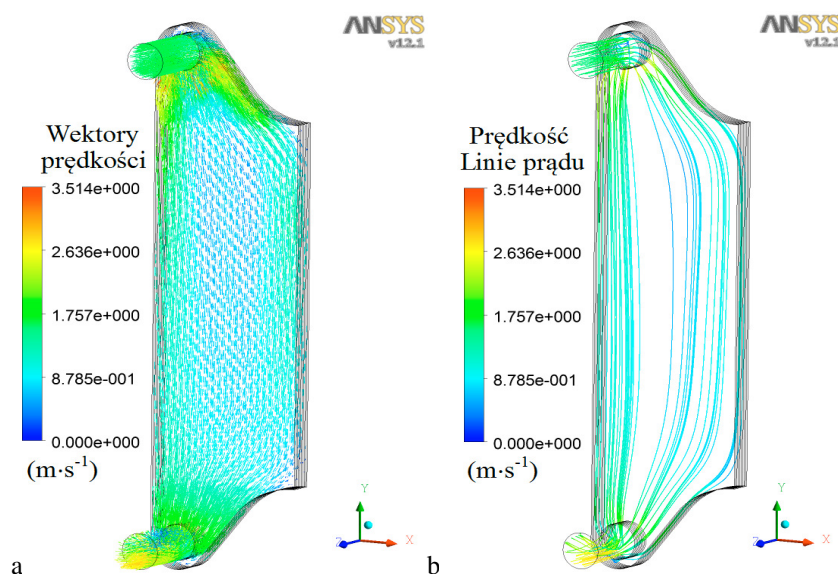 ANSYS
v12.1
Wektory
prędkości
3.514e+000
2.636e+000
1.757e+000
8.785e-001
0.000e+000
(m·s⁻¹)
Y
Z
X
a
ANSYS
v12.1
Prędkość
Linie prądu
3.514e+000
2.636e+000
1.757e+000
8.785e-001
0.000e+000
(m·s⁻¹)
Y
Z
X
b